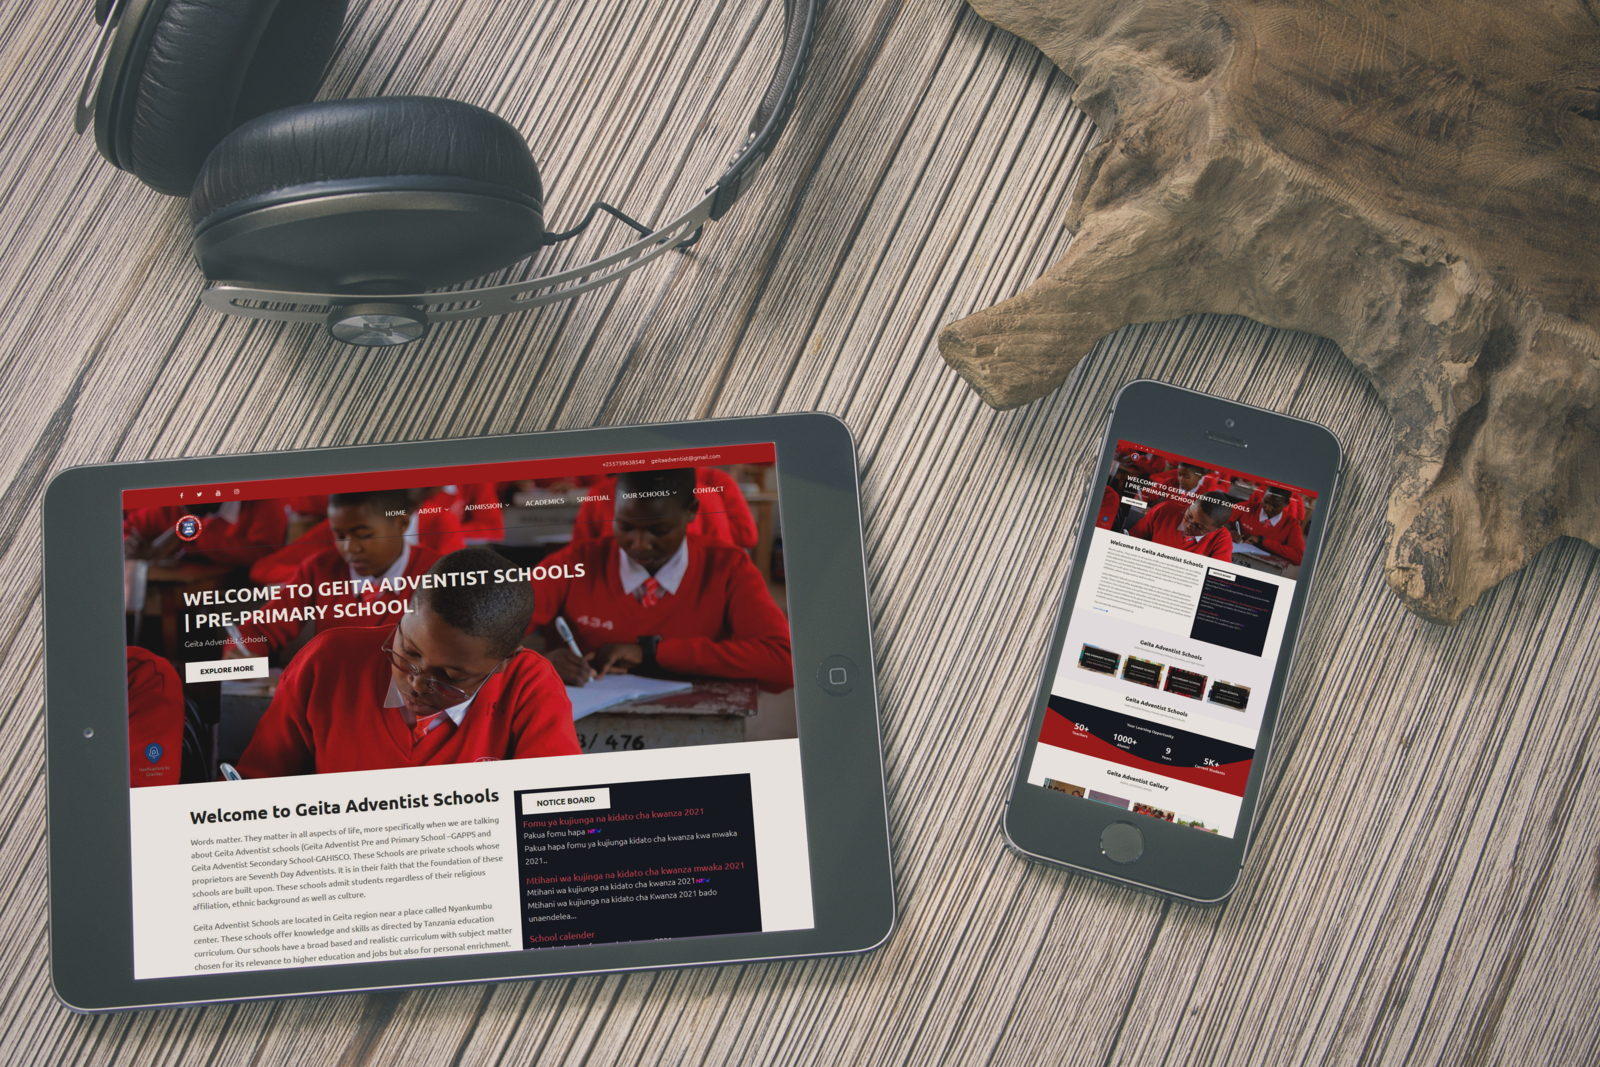 +255759638549 geitaadventist@gmail.com
HOME ABOUT ADMISSION ACADEMICS SPIRITUAL OUR SCHOOLS CONTACT
WELCOME TO GEITA ADVENTIST SCHOOLS
| PRE-PRIMARY SCHOOL
Geita Adventist Schools
EXPLORE MORE
434
3/ 476
Welcome to Geita Adventist Schools
Words matter. They matter in all aspects of life, more specifically when we are talking
about Geita Adventist schools (Geita Adventist Pre and Primary School –GAPPS and
Geita Adventist Secondary School-GAHISCO. These Schools are private schools whose
proprietors are Seventh Day Adventists. It is in their faith that the foundation of these
schools are built upon. These schools admit students regardless of their religious
affiliation, ethnic background as well as culture.
Geita Adventist Schools are located in Geita region near a place called Nyankumbu
center. These schools offer knowledge and skills as directed by Tanzania education
curriculum. Our schools have a broad based and realistic curriculum with subject matter
chosen for its relevance to higher education and jobs but also for personal enrichment.
NOTICE BOARD
Fomu ya kujiunga na kidato cha kwanza 2021
Pakua fomu hapa
Pakua hapa fomu ya kujiunga kidato cha kwanza kwa mwaka
2021..
Mtihani wa kujinga na kidato cha kwanza mwaka 2021
Mtihani wa kujiunga na kidato cha kwanza 2021
Mtihani wa kujiunga na kidato cha Kwanza 2021 bado
unaendelea...
School calender
WELCOME TO GEITA ADVENTIST SCHOOLS
| PRE-PRIMARY SCHOOL
Welcome to Geita Adventist Schools
Geita Adventist Schools
Geita Adventist Schools
Your Learning Opportunity
50+
Teachers
1000+
Alumni
9
Years
5K+
Current Students
Geita Adventist Gallery